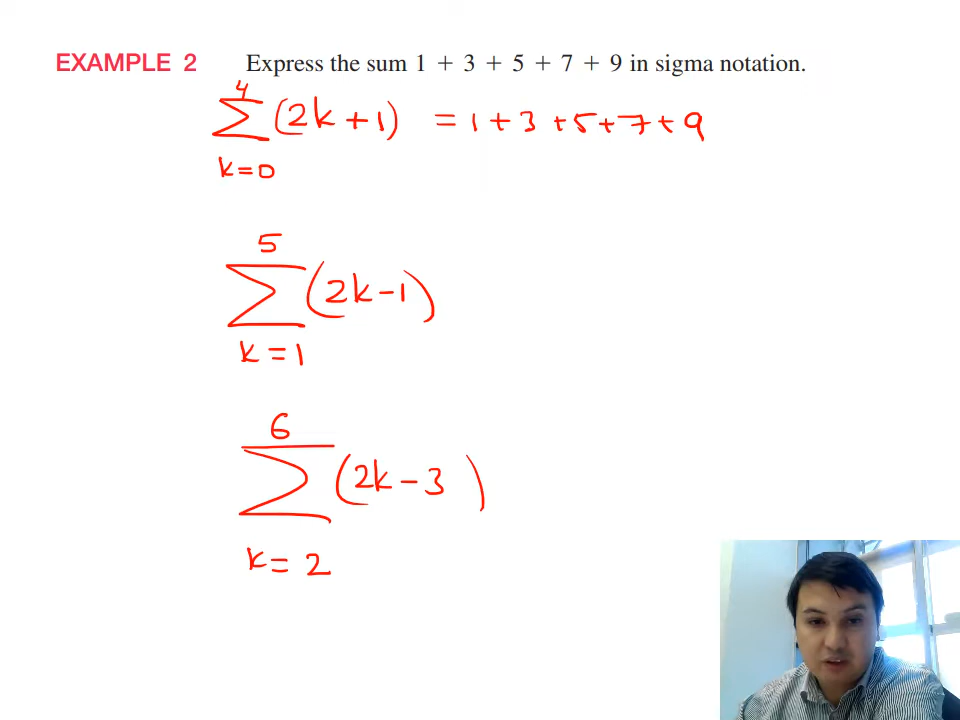 EXAMPLE 2 Express the sum 1 + 3 + 5 + 7 + 9 in sigma notation.
4
∑ (2k + 1) = 1 + 3 + 5 + 7 + 9
k = 0
5
∑ (2k - 1)
k = 1
6
∑ (2k - 3)
k = 2